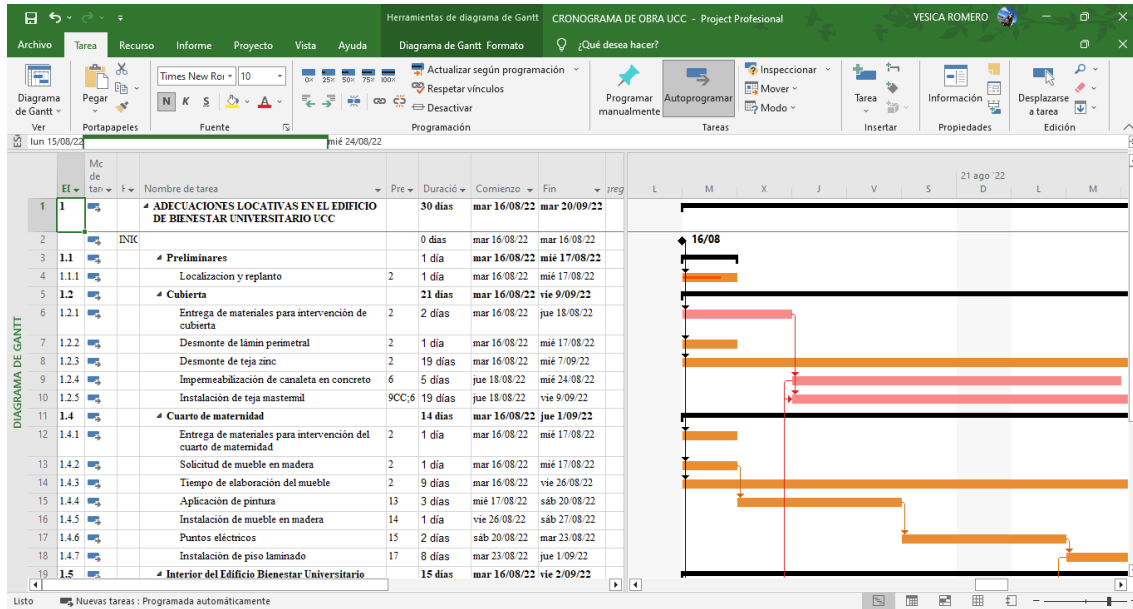 Herramientas de diagrama de Gantt CRONOGRAMA DE OBRA UCC - Project Profesional YESICA ROMERO
Archivo Tarea Recurso Informe Proyecto Vista Ayuda Diagrama de Gantt Formato ¿Qué desea hacer?
Diagrama de Gantt
Pegar
Times New Ror 10
N K S A
0% 25% 50% 75% 100%
Actualizar según programación
Respetar vínculos
Desactivar
Programar manualmente
Autoprogramar
Inspeccionar
Mover
Modo
Tarea
Información
Desplazarse a tarea
Ver Portapapeles Fuente Programación Tareas Insertar Propiedades Edición
lun 15/08/22 mié 24/08/22
Mc de tar
Nombre de tarea Pre Duració Comienzo Fin
21 ago '22
L M X J V S D L M
1 1 ADECUACIONES LOCATIVAS EN EL EDIFICIO DE BIENESTAR UNIVERSITARIO UCC 30 días mar 16/08/22 mar 20/09/22
2 INIC 0 días mar 16/08/22 mar 16/08/22 16/08
3 1.1 Preliminares 1 día mar 16/08/22 mié 17/08/22
4 1.1.1 Localizacion y replanto 2 1 día mar 16/08/22 mié 17/08/22
5 1.2 Cubierta 21 días mar 16/08/22 vie 9/09/22
6 1.2.1 Entrega de materiales para intervención de cubierta 2 2 días mar 16/08/22 jue 18/08/22
7 1.2.2 Desmonte de lámin perimetral 2 1 día mar 16/08/22 mié 17/08/22
8 1.2.3 Desmonte de teja zinc 2 19 días mar 16/08/22 mié 7/09/22
9 1.2.4 Impermeabilización de canaleta en concreto 6 5 días jue 18/08/22 mié 24/08/22
10 1.2.5 Instalación de teja mastermil 9CC;6 19 días jue 18/08/22 vie 9/09/22
11 1.4 Cuarto de maternidad 14 días mar 16/08/22 jue 1/09/22
12 1.4.1 Entrega de materiales para intervención del cuarto de maternidad 2 1 día mar 16/08/22 mié 17/08/22
13 1.4.2 Solicitud de mueble en madera 2 1 día mar 16/08/22 mié 17/08/22
14 1.4.3 Tiempo de elaboración del mueble 2 9 días mar 16/08/22 vie 26/08/22
15 1.4.4 Aplicación de pintura 13 3 días mié 17/08/22 sáb 20/08/22
16 1.4.5 Instalación de mueble en madera 14 1 día vie 26/08/22 sáb 27/08/22
17 1.4.6 Puntos eléctricos 15 2 días sáb 20/08/22 mar 23/08/22
18 1.4.7 Instalación de piso laminado 17 8 días mar 23/08/22 jue 1/09/22
19 1.5 Interior del Edificio Bienestar Universitario 15 días mar 16/08/22 vie 2/09/22
DIAGRAMA DE GANTT
Listo Nuevas tareas : Programada automáticamente